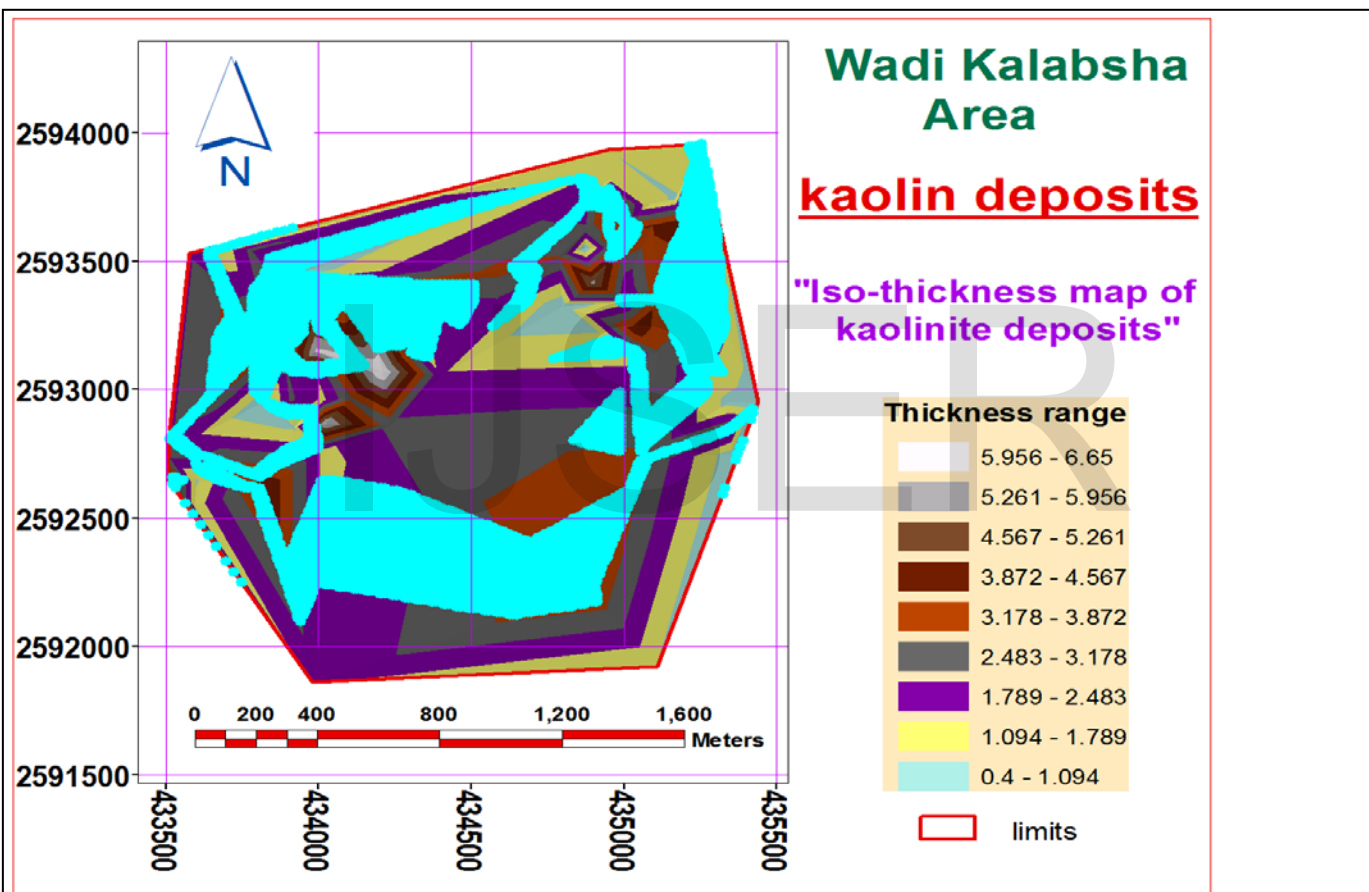 Wadi Kalabsha
Area
kaolin deposits
"Iso-thickness map of
kaolinite deposits"
N
2594000
2593500
2593000
2592500
2592000
2591500
433500
434000
434500
435000
435500
0 200 400 800 1,200 1,600
Meters
Thickness range
5.956 - 6.65
5.261 - 5.956
4.567 - 5.261
3.872 - 4.567
3.178 - 3.872
2.483 - 3.178
1.789 - 2.483
1.094 - 1.789
0.4 - 1.094
limits
IJSER